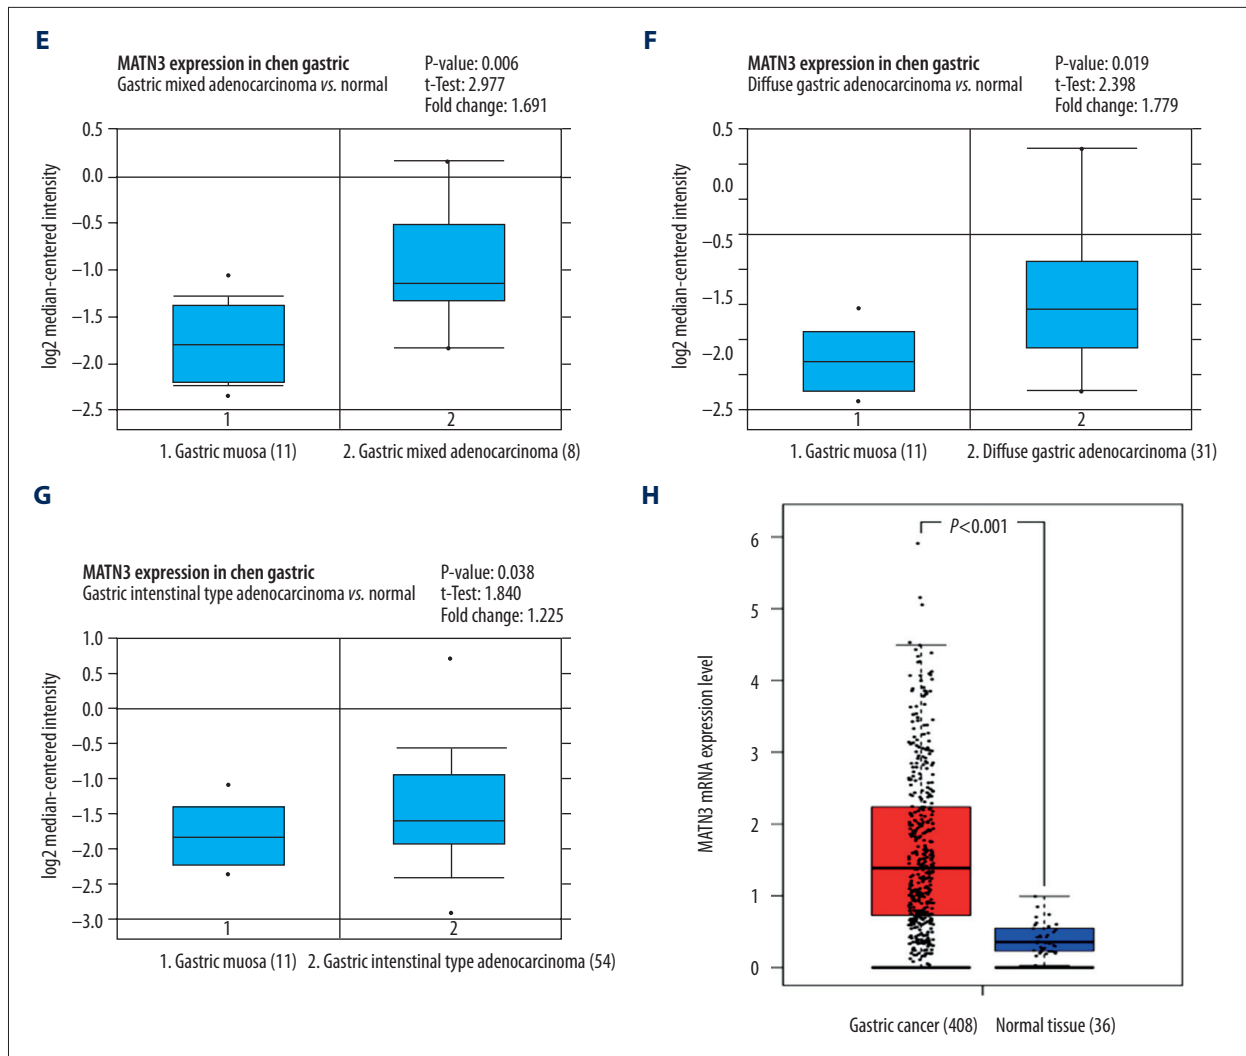 E
MATN3 expression in chen gastric
Gastric mixed adenocarcinoma vs. normal
P-value: 0.006
t-Test: 2.977
Fold change: 1.691
log2 median-centered intensity
0.5
0.0
−0.5
−1.0
−1.5
−2.0
−2.5
1
2
1. Gastric muosa (11)
2. Gastric mixed adenocarcinoma (8)
F
MATN3 expression in chen gastric
Diffuse gastric adenocarcinoma vs. normal
P-value: 0.019
t-Test: 2.398
Fold change: 1.779
log2 median-centered intensity
0.5
0.0
−0.5
−1.5
−2.0
−2.5
1
2
1. Gastric muosa (11)
2. Diffuse gastric adenocarcinoma (31)
G
MATN3 expression in chen gastric
Gastric intenstinal type adenocarcinoma vs. normal
P-value: 0.038
t-Test: 1.840
Fold change: 1.225
log2 median-centered intensity
1.0
0.5
0.0
−0.5
−1.0
−1.5
−2.0
−2.5
−3.0
1
2
1. Gastric muosa (11)
2. Gastric intenstinal type adenocarcinoma (54)
H
P<0.001
MATN3 mRNA expression level
6
5
4
3
2
1
0
Gastric cancer (408)
Normal tissue (36)